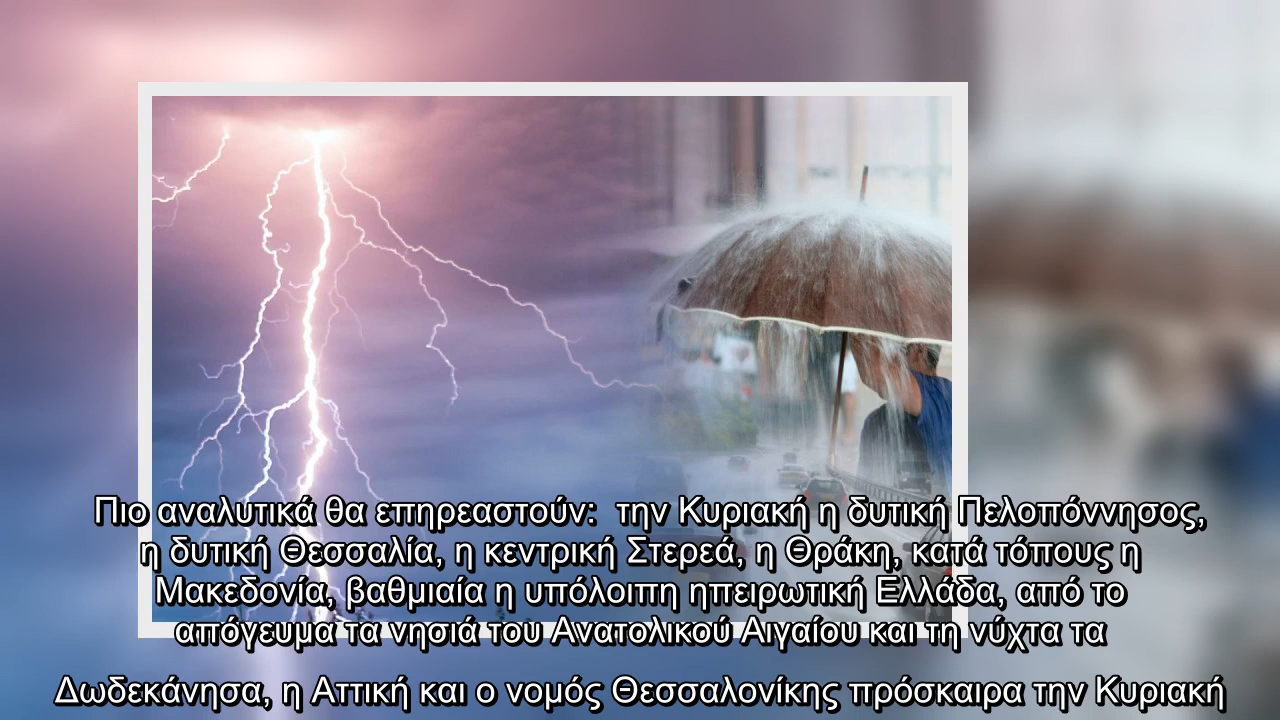 Πιο αναλυτικά θα επηρεαστούν:  την Κυριακή η δυτική Πελοπόννησος,
η δυτική Θεσσαλία, η κεντρική Στερεά, η Θράκη, κατά τόπους η
Μακεδονία, βαθμιαία η υπόλοιπη ηπειρωτική Ελλάδα, από το
απόγευμα τα νησιά του Ανατολικού Αιγαίου και τη νύχτα τα
Δωδεκάνησα, η Αττική και ο νομός Θεσσαλονίκης πρόσκαιρα την Κυριακή